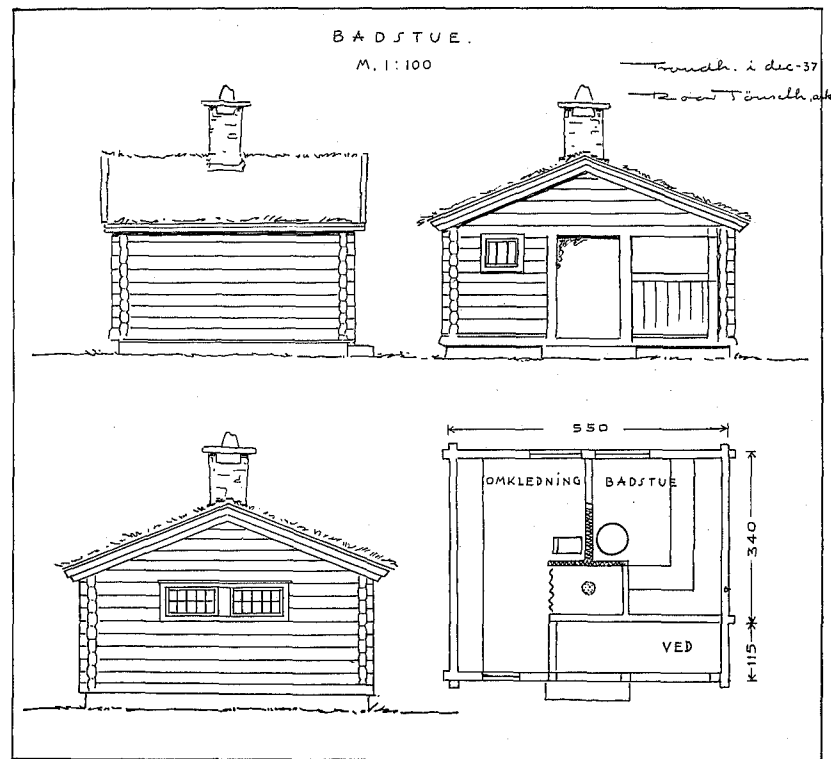 BADSTUE.
M. 1:100
Trondh. i dec-37
550
OMKLEDNING BADSTUE
340
VED
115